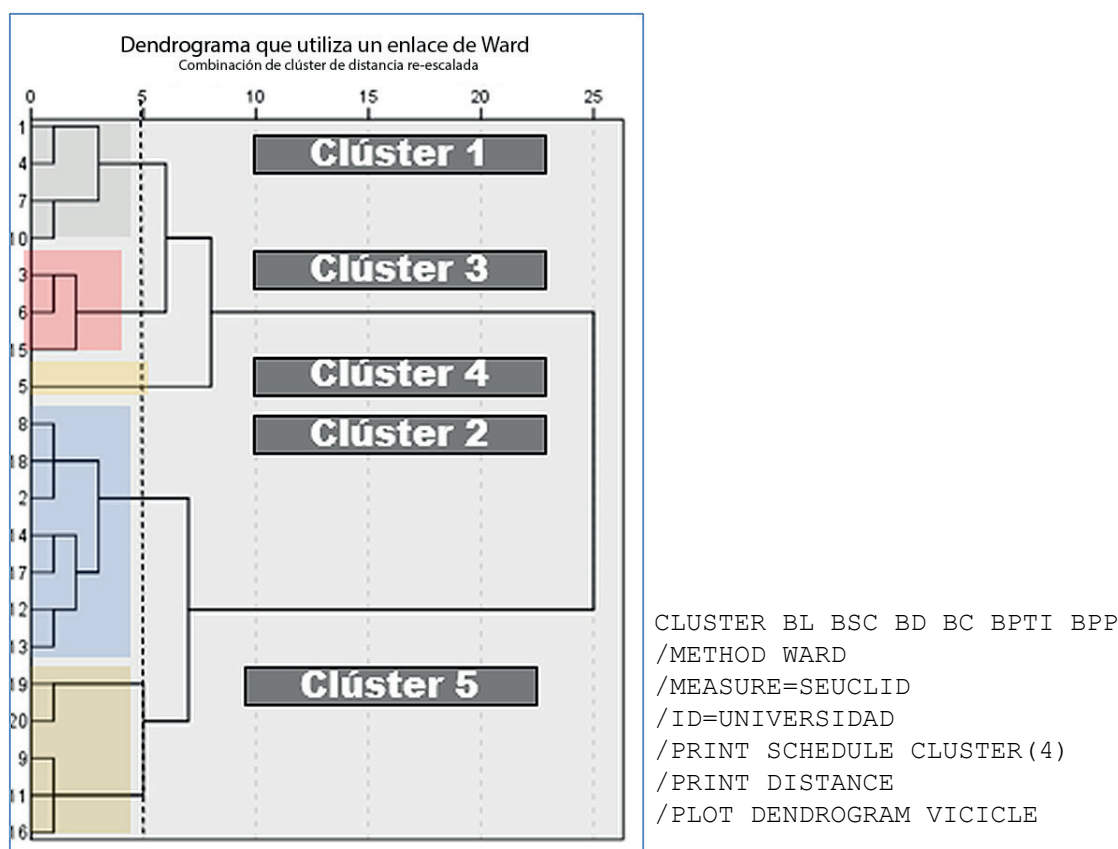 Dendrograma que utiliza un enlace de Ward
Combinación de clúster de distancia re-escalada
0 5 10 15 20 25
1
Clúster 1
4
7
10
3
Clúster 3
6
15
5
Clúster 4
8
Clúster 2
18
2
14
17
12
13
19
Clúster 5
20
9
11
16
CLUSTER BL BSC BD BC BPTI BPP
/METHOD WARD
/MEASURE=SEUCLID
/ID=UNIVERSIDAD
/PRINT SCHEDULE CLUSTER(4)
/PRINT DISTANCE
/PLOT DENDROGRAM VICICLE